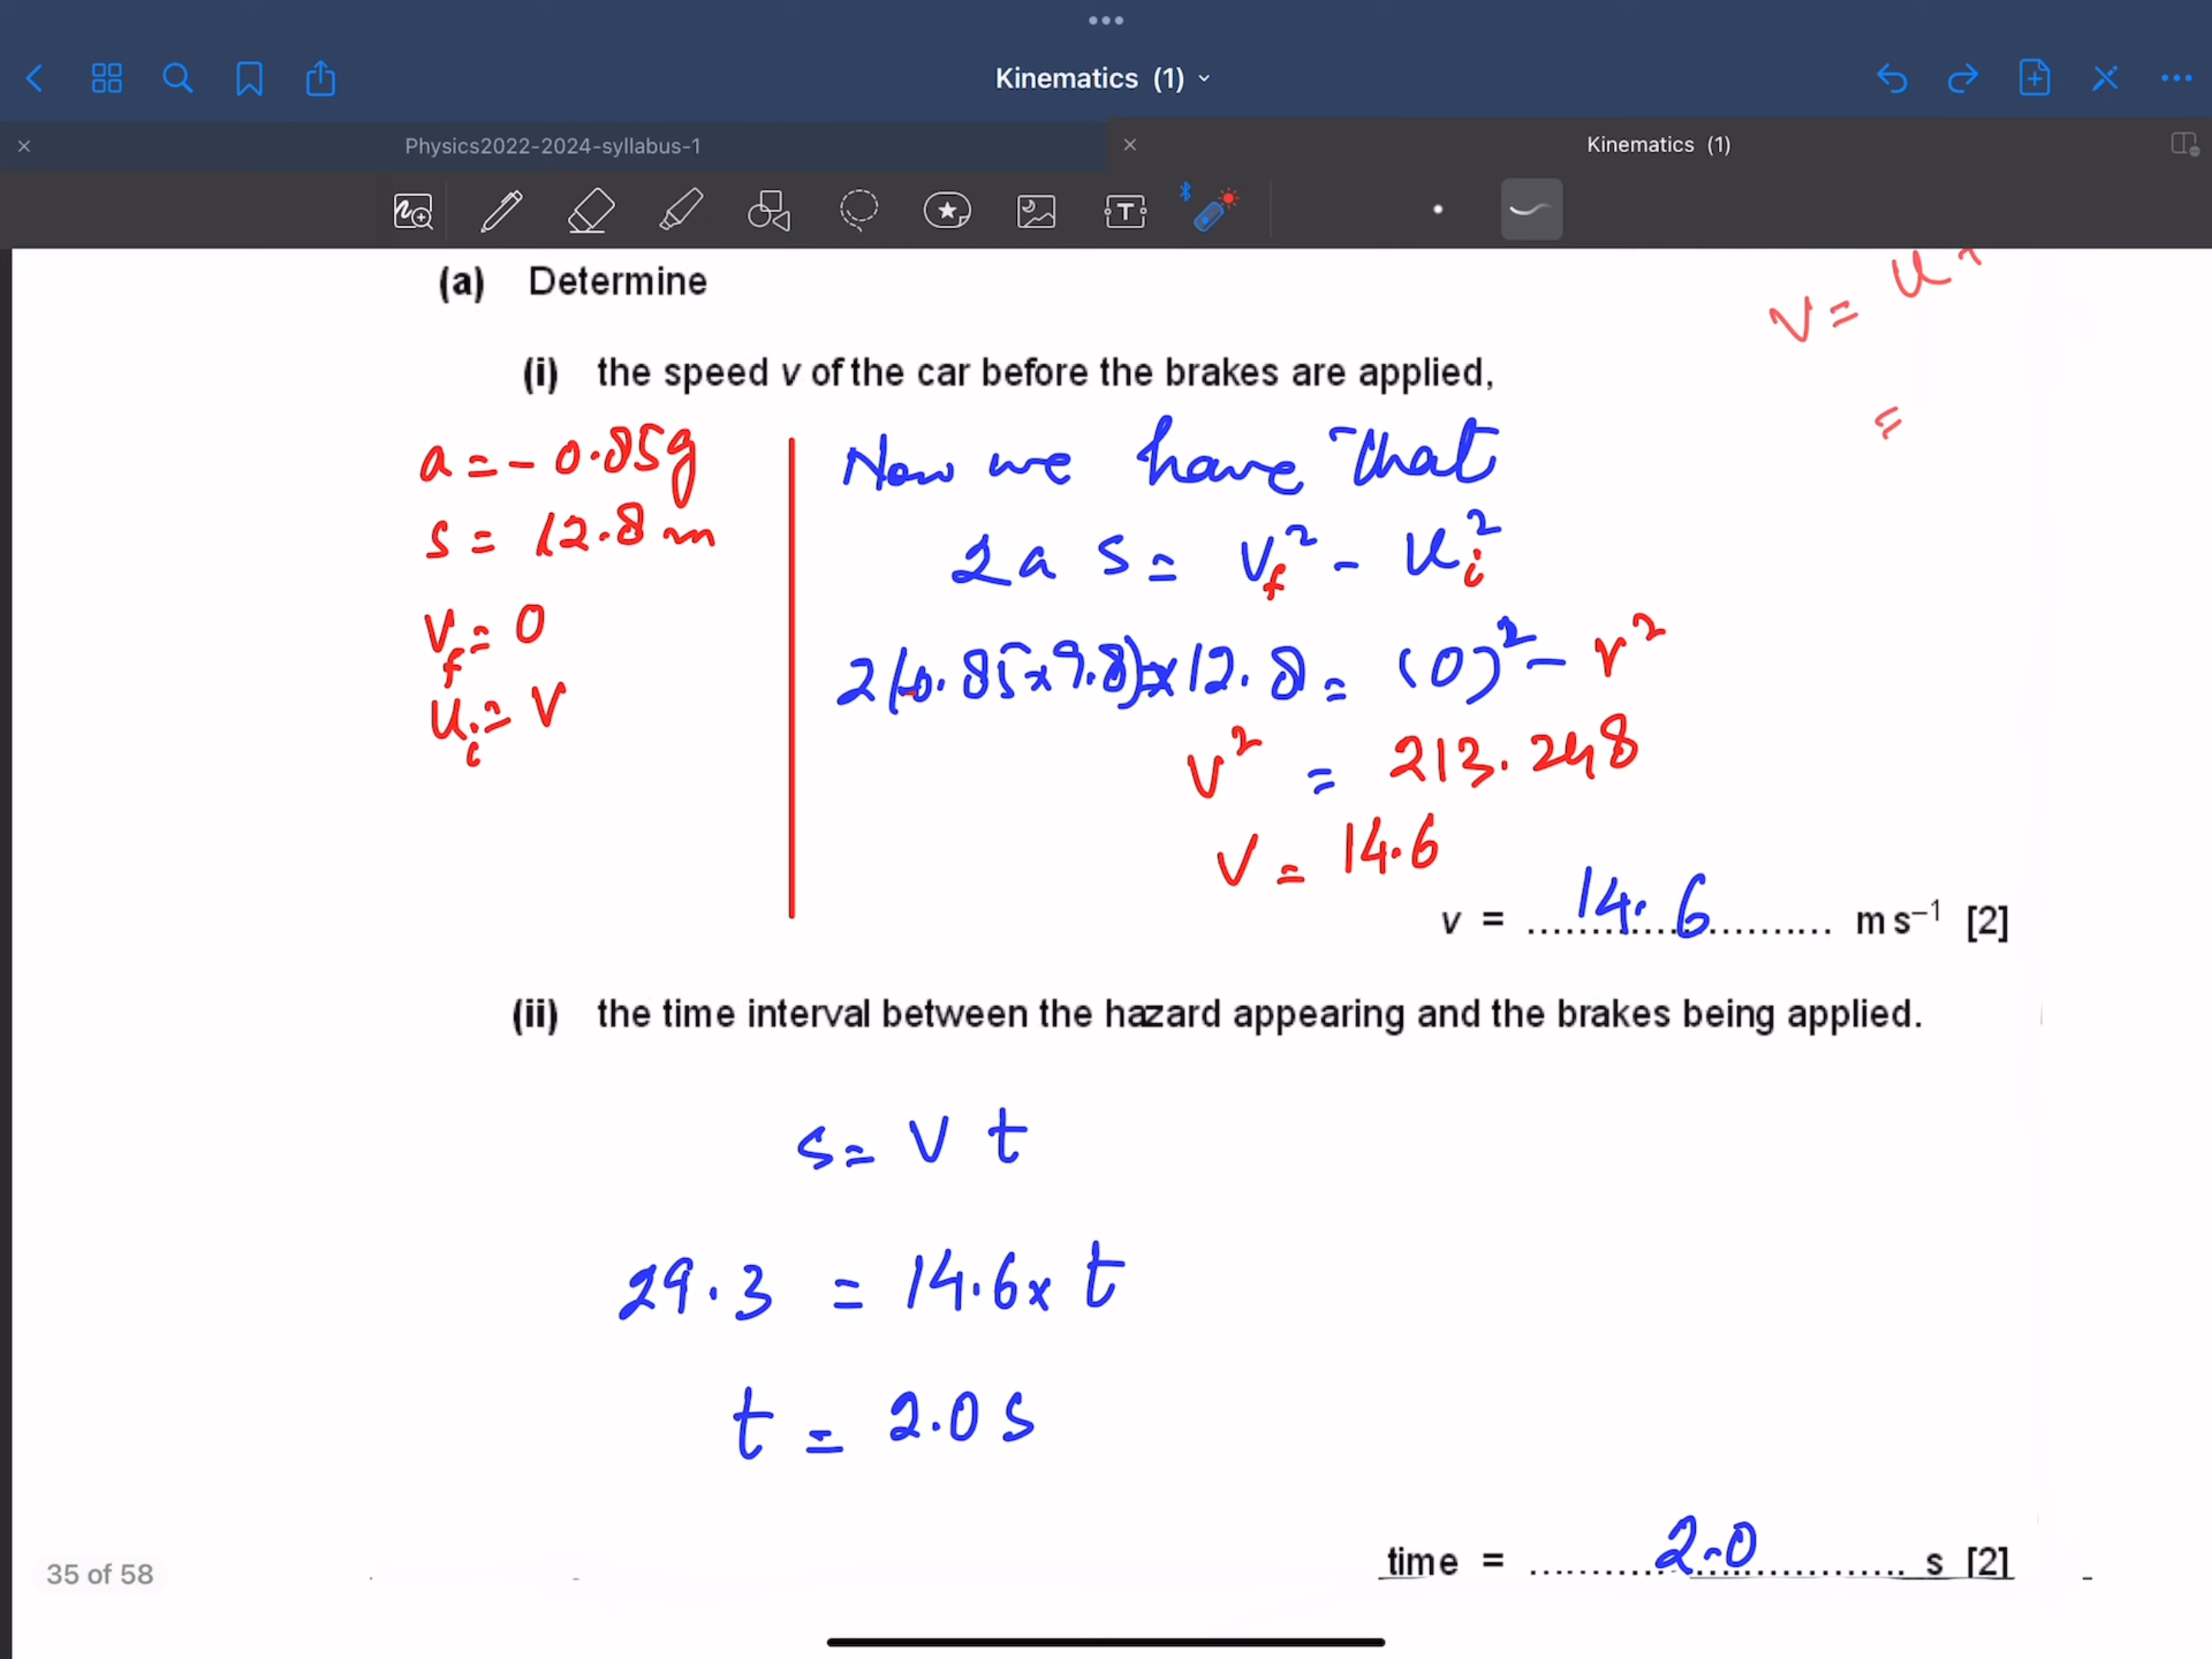 Kinematics (1)
Physics2022-2024-syllabus-1
Kinematics (1)
T
(a) Determine
v = u
(i) the speed v of the car before the brakes are applied,
=
a = - 0.85g
s = 12.8 m
vf = 0
ui = v
Now we have that
2 a s = vf² - ui²
2(-0.85x9.8)x12.8 = (0)² - v²
v² = 213.248
v = 14.6
v = ........14.6........ m s⁻¹ [2]
(ii) the time interval between the hazard appearing and the brakes being applied.
s = v t
29.3 = 14.6 x t
t = 2.0 s
time = ........2.0........ s [2]
35 of 58